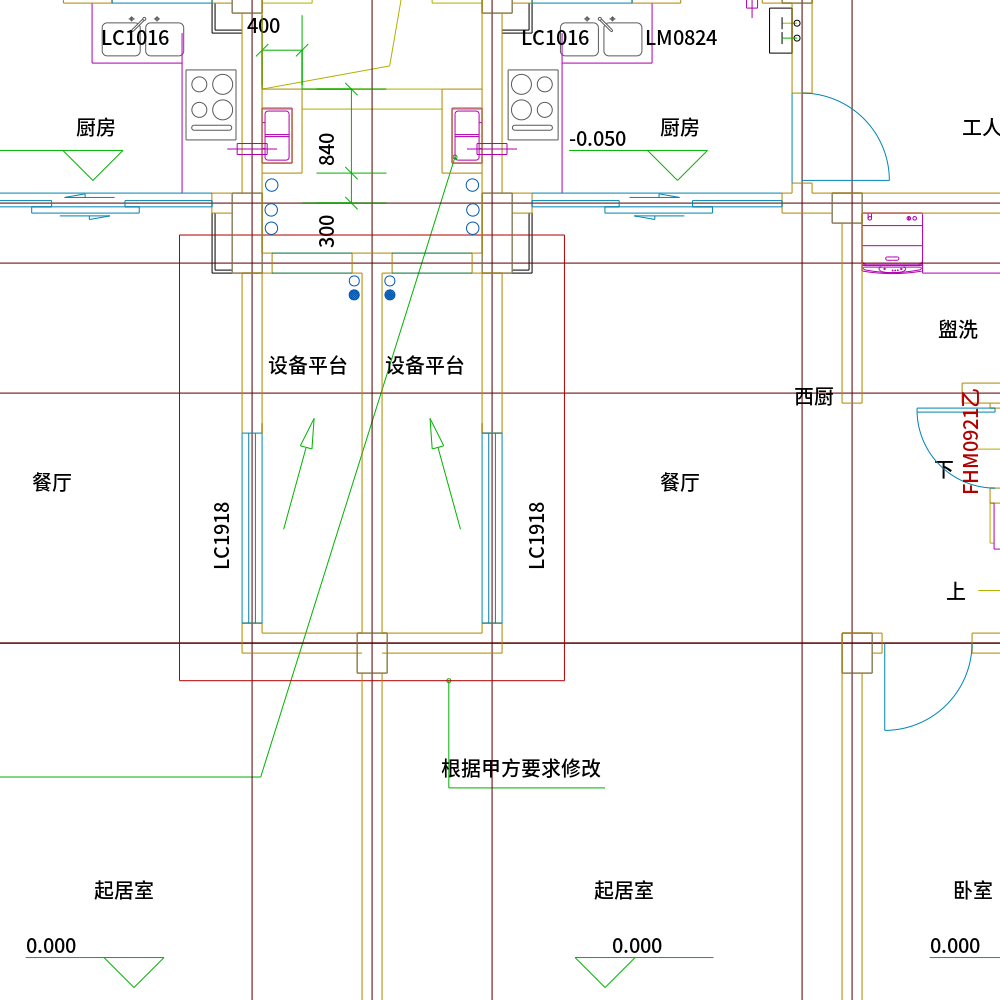 400
LC1016
LC1016
LM0824
厨房
840
-0.050
厨房
工人
300
盥洗
设备平台
设备平台
西厨
FHM0921乙
下
餐厅
餐厅
LC1918
LC1918
上
根据甲方要求修改
起居室
起居室
卧室
0.000
0.000
0.000